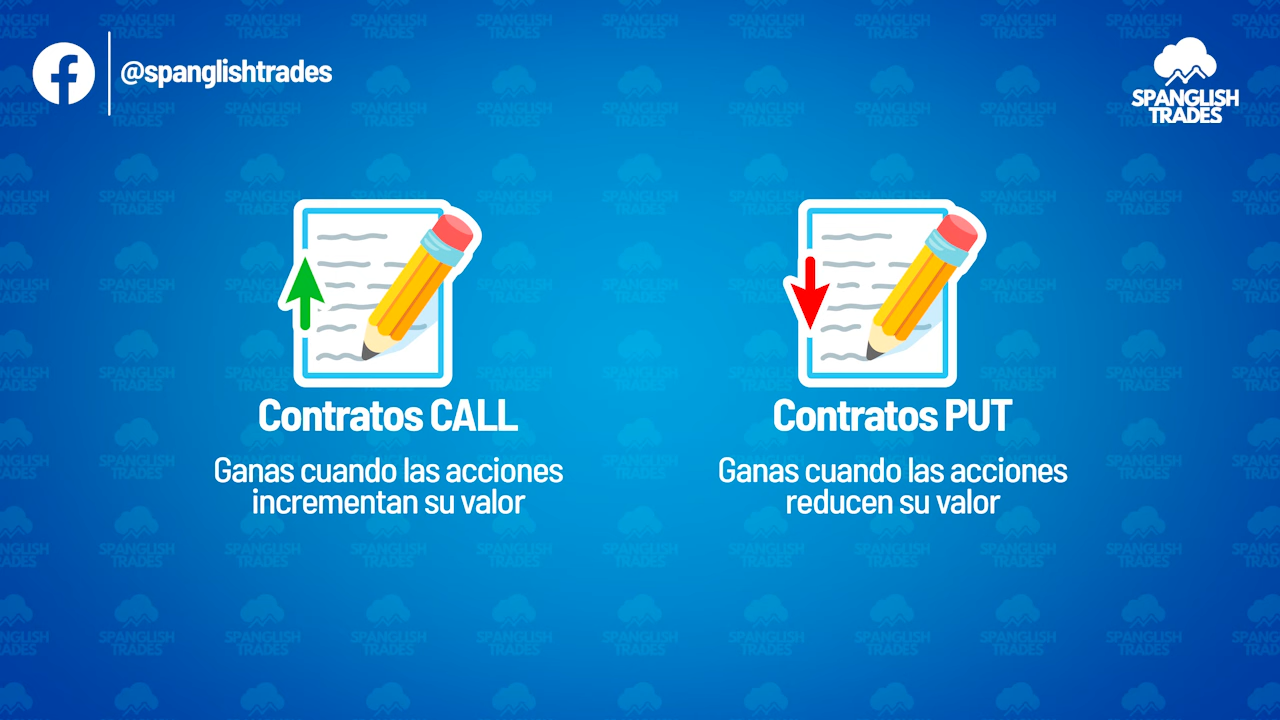 @spanglishtrades
SPANGLISH
TRADES
Contratos CALL
Ganas cuando las acciones
incrementan su valor
Contratos PUT
Ganas cuando las acciones
reducen su valor